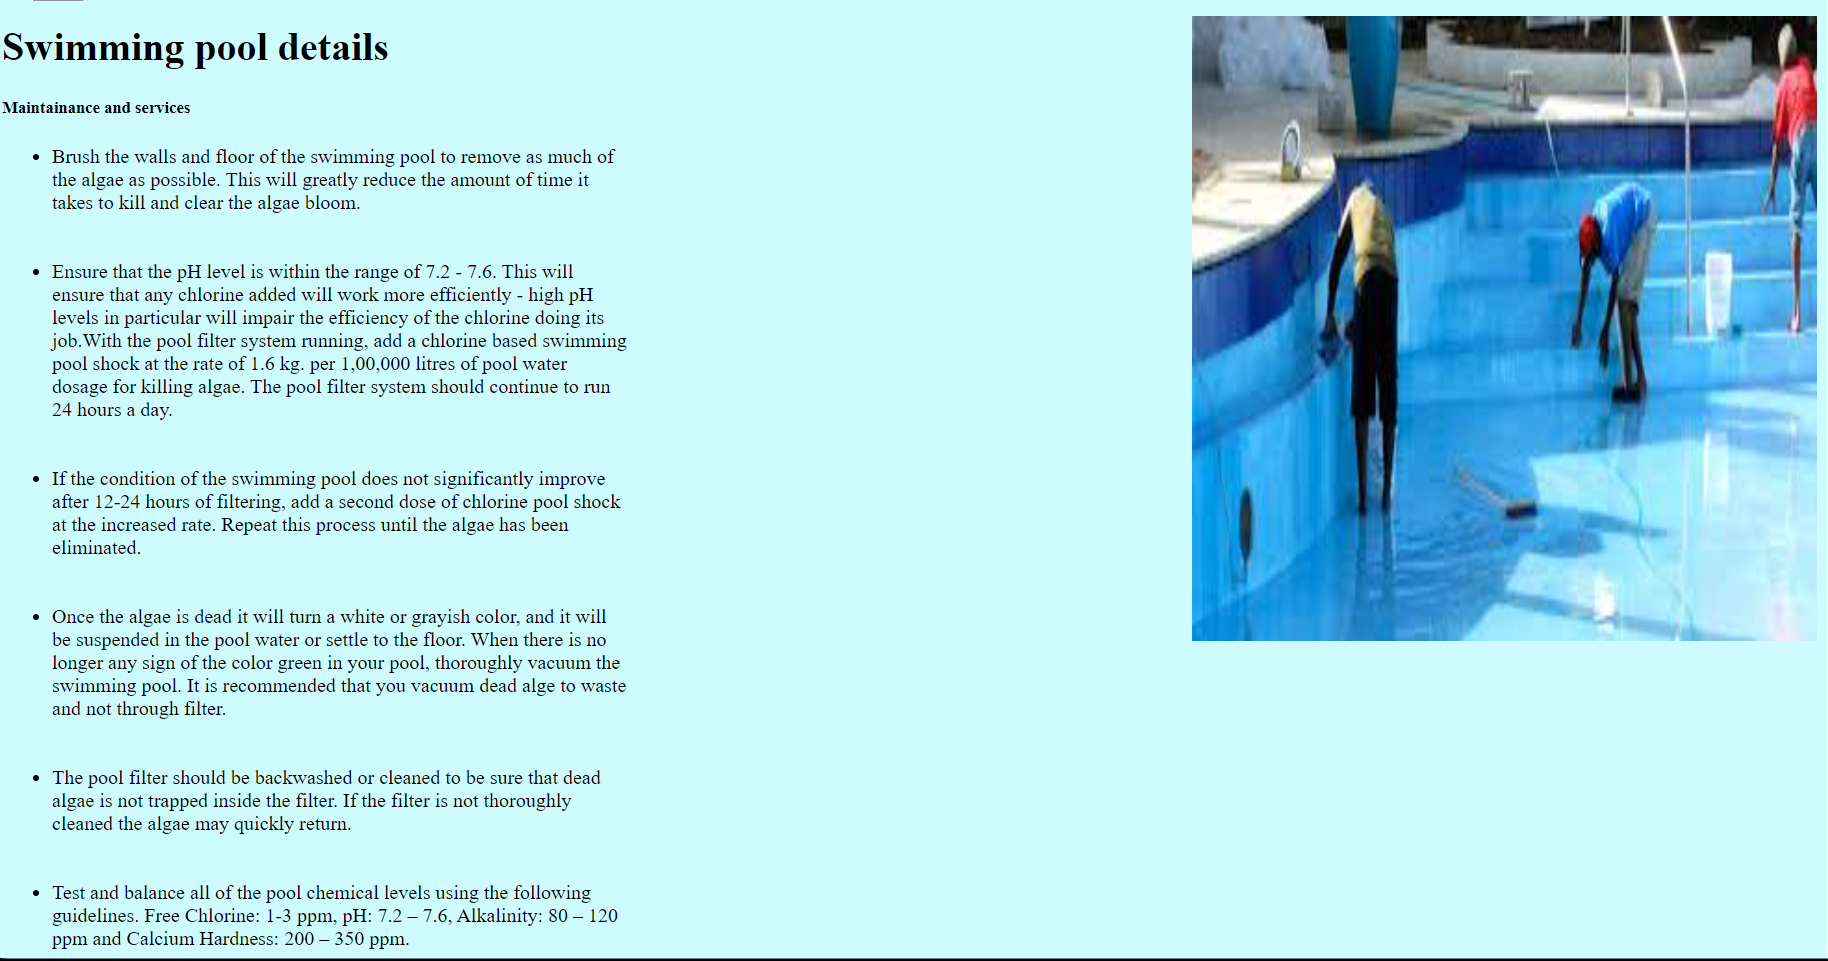 Swimming pool details
Maintainance and services
Brush the walls and floor of the swimming pool to remove as much of
the algae as possible. This will greatly reduce the amount of time it
takes to kill and clear the algae bloom.
Ensure that the pH level is within the range of 7.2 - 7.6. This will
ensure that any chlorine added will work more efficiently - high pH
levels in particular will impair the efficiency of the chlorine doing its
job.With the pool filter system running, add a chlorine based swimming
pool shock at the rate of 1.6 kg. per 1,00,000 litres of pool water
dosage for killing algae. The pool filter system should continue to run
24 hours a day.
If the condition of the swimming pool does not significantly improve
after 12-24 hours of filtering, add a second dose of chlorine pool shock
at the increased rate. Repeat this process until the algae has been
eliminated.
Once the algae is dead it will turn a white or grayish color, and it will
be suspended in the pool water or settle to the floor. When there is no
longer any sign of the color green in your pool, thoroughly vacuum the
swimming pool. It is recommended that you vacuum dead alge to waste
and not through filter.
The pool filter should be backwashed or cleaned to be sure that dead
algae is not trapped inside the filter. If the filter is not thoroughly
cleaned the algae may quickly return.
Test and balance all of the pool chemical levels using the following
guidelines. Free Chlorine: 1-3 ppm, pH: 7.2 – 7.6, Alkalinity: 80 – 120
ppm and Calcium Hardness: 200 – 350 ppm.